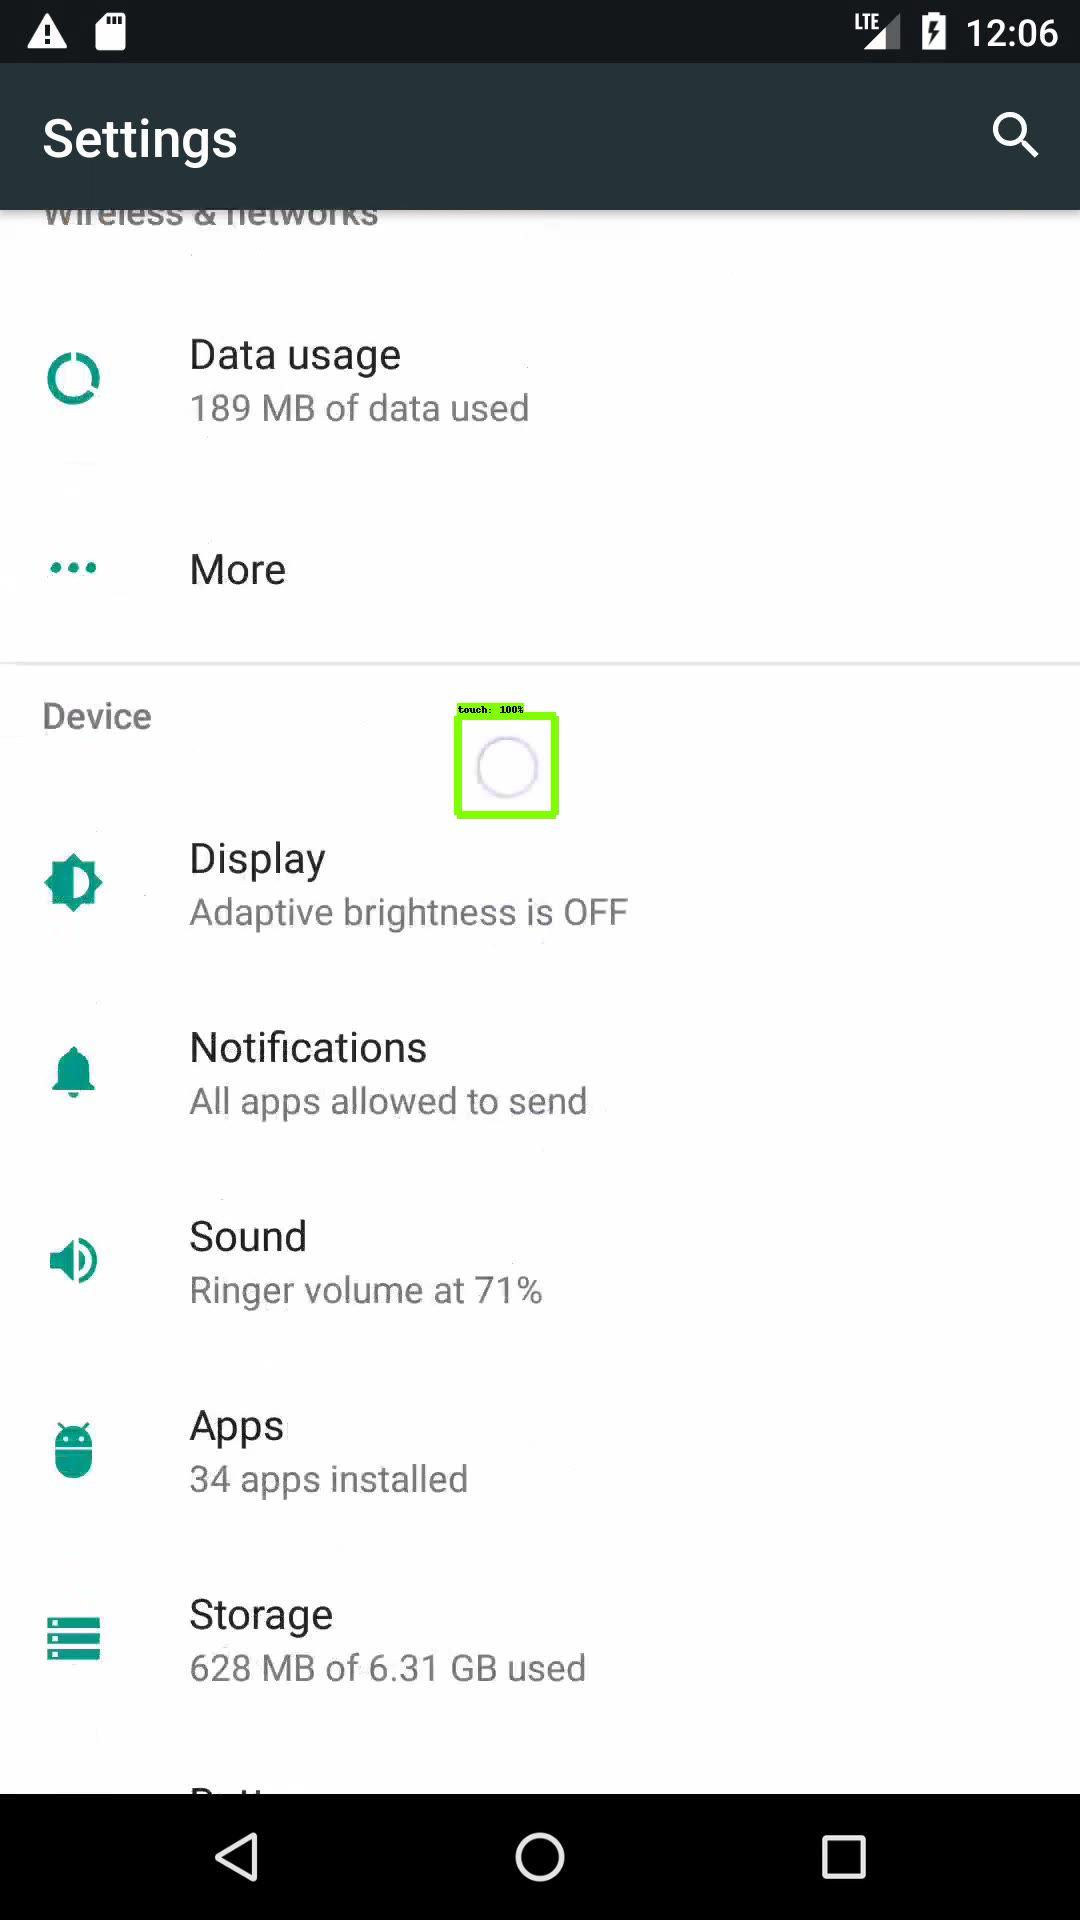 LTE 12:06
Settings
Wireless & networks
Data usage
189 MB of data used
More
Device
touch: 100%
Display
Adaptive brightness is OFF
Notifications
All apps allowed to send
Sound
Ringer volume at 71%
Apps
34 apps installed
Storage
628 MB of 6.31 GB used